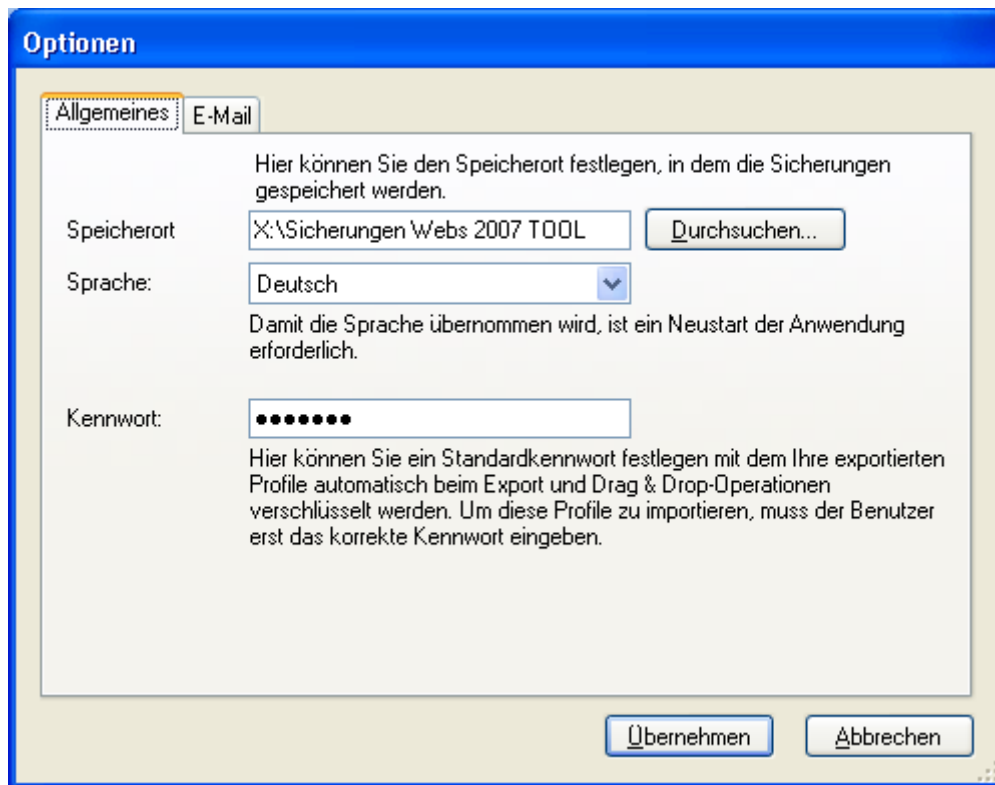 Optionen
Allgemeines
E-Mail
Hier können Sie den Speicherort festlegen, in dem die Sicherungen
gespeichert werden.
Speicherort
X:\Sicherungen Webs 2007 TOOL
Durchsuchen...
Sprache:
Deutsch
Damit die Sprache übernommen wird, ist ein Neustart der Anwendung
erforderlich.
Kennwort:
●●●●●●●
Hier können Sie ein Standardkennwort festlegen mit dem Ihre exportierten
Profile automatisch beim Export und Drag & Drop-Operationen
verschlüsselt werden. Um diese Profile zu importieren, muss der Benutzer
erst das korrekte Kennwort eingeben.
Übernehmen
Abbrechen